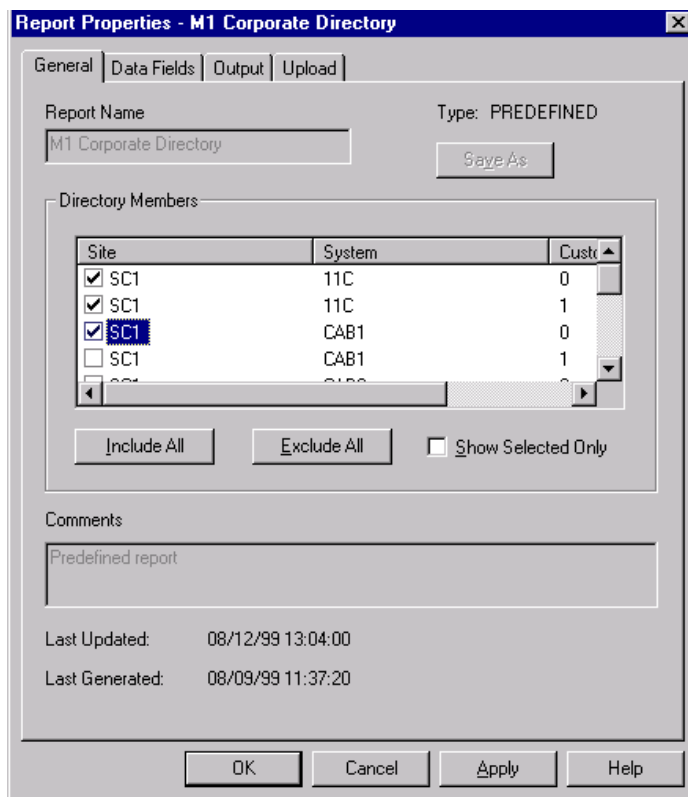 Report Properties - M1 Corporate Directory
General Data Fields Output Upload
Report Name Type: PREDEFINED
M1 Corporate Directory
Save As
Directory Members
Site System Custo
SC1 11C 0
SC1 11C 1
SC1 CAB1 0
SC1 CAB1 1
Include All Exclude All Show Selected Only
Comments
Predefined report
Last Updated: 08/12/99 13:04:00
Last Generated: 08/09/99 11:37:20
OK Cancel Apply Help